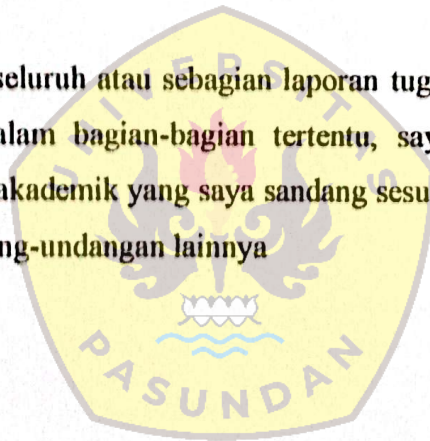 seluruh atau sebagian laporan tug
alam bagian-bagian tertentu, say
akademik yang saya sandang sesu
ng-undangan lainnya
UNIVERSITAS
PASUNDAN